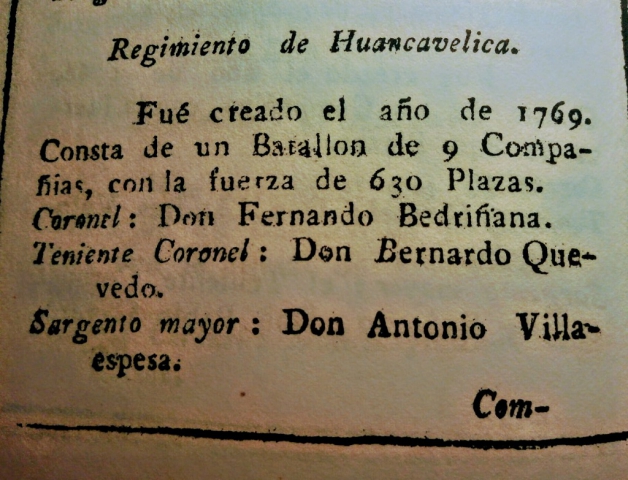 Regimiento de Huancavelica.
Fué creado el año de 1769.
Consta de un Batallon de 9 Compa-
ñias, con la fuerza de 630 Plazas.
Coronel: Don Fernando Bedriñana.
Teniente Coronel: Don Bernardo Que-
vedo.
Sargento mayor: Don Antonio Villa-
espesa.
Com-